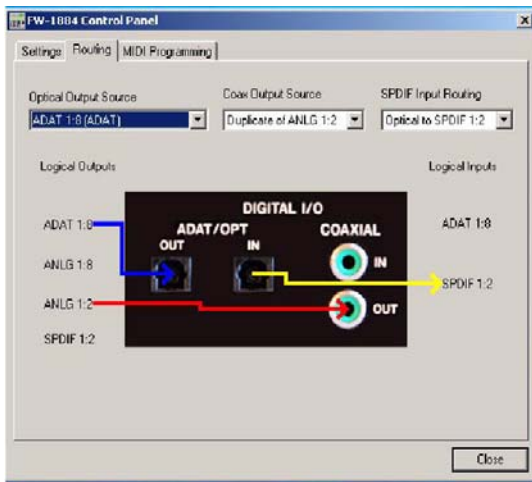 FW-1884 Control Panel
Settings Routing MIDI Programming
Optical Output Source Coax Output Source SPDIF Input Routing
ADAT 1:8 (ADAT) Duplicate of ANLG 1:2 Optical to SPDIF 1:2
Logical Outputs Logical Inputs
DIGITAL I/O
ADAT 1:8 ADAT/OPT COAXIAL ADAT 1:8
OUT IN
ANLG 1:8 IN
SPDIF 1:2
ANLG 1:2 OUT
SPDIF 1:2
Close